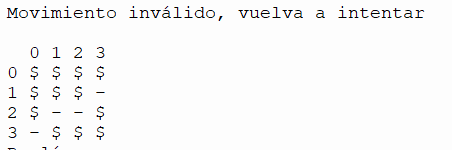 Movimiento inválido, vuelva a intentar
0 1 2 3
0 $ $ $ $
1 $ $ $ -
2 $ - - $
3 - $ $ $